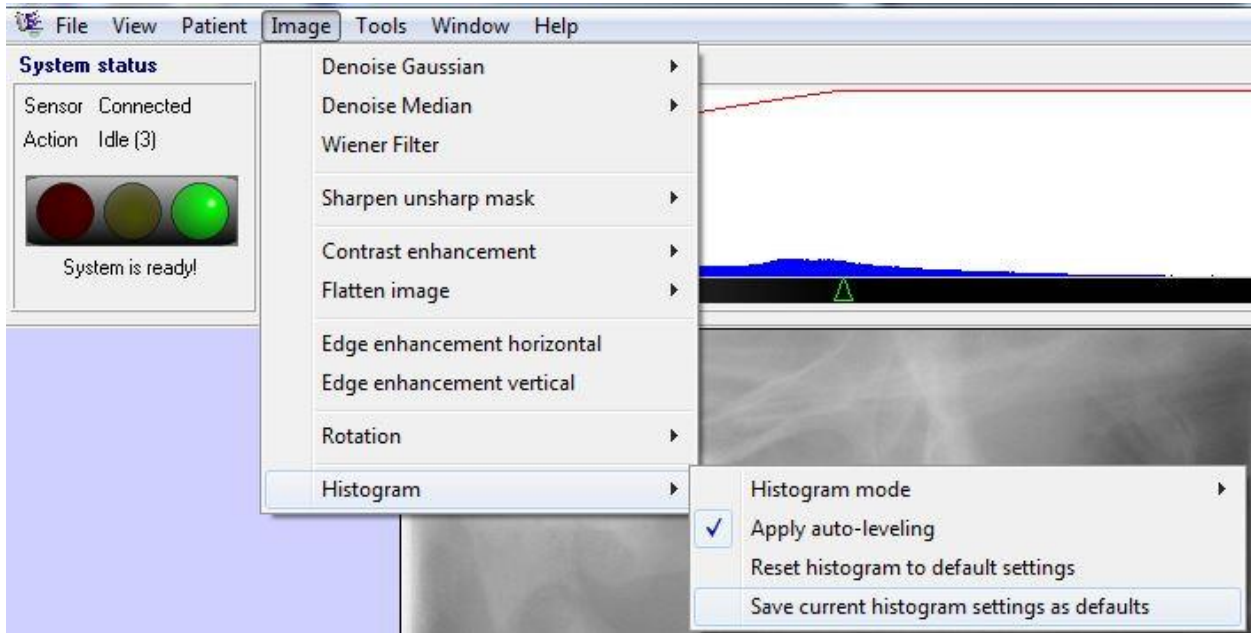 File View Patient Image Tools Window Help
System status
Sensor Connected
Action Idle (3)
System is ready!
Denoise Gaussian
Denoise Median
Wiener Filter
Sharpen unsharp mask
Contrast enhancement
Flatten image
Edge enhancement horizontal
Edge enhancement vertical
Rotation
Histogram
Histogram mode
Apply auto-leveling
Reset histogram to default settings
Save current histogram settings as defaults